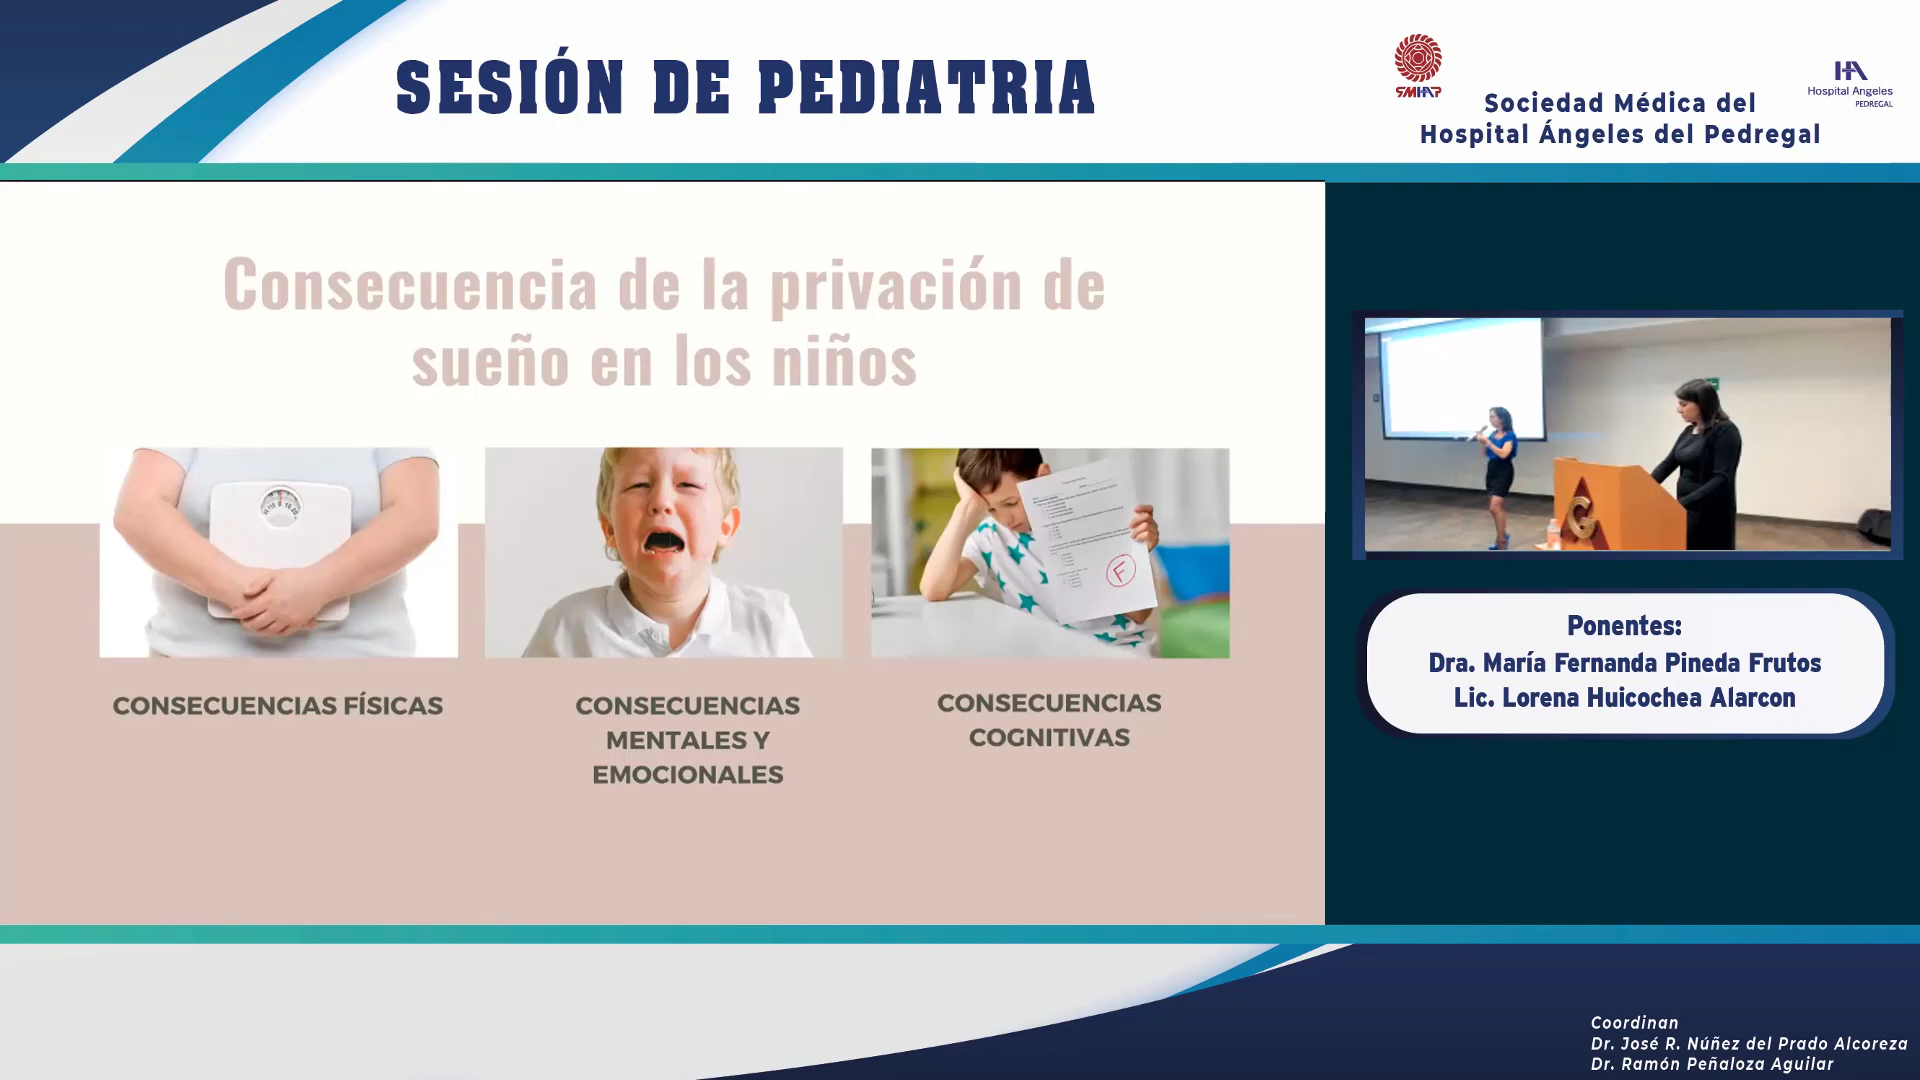 SESIÓN DE PEDIATRIA
SMHAP
Sociedad Médica del
Hospital Ángeles del Pedregal
HA
Hospital Angeles
PEDREGAL
Consecuencia de la privación de
sueño en los niños
F
CONSECUENCIAS FÍSICAS
CONSECUENCIAS
MENTALES Y
EMOCIONALES
CONSECUENCIAS
COGNITIVAS
Ponentes:
Dra. María Fernanda Pineda Frutos
Lic. Lorena Huicochea Alarcon
Coordinan
Dr. José R. Núñez del Prado Alcoreza
Dr. Ramón Peñaloza Aguilar